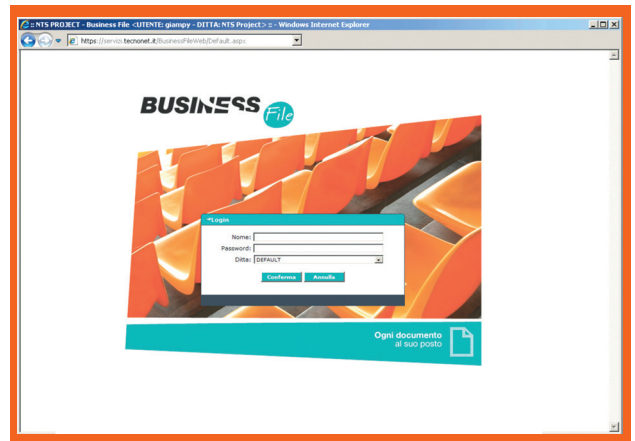 :: NTS PROJECT - Business File <UTENTE: giampy - DITTA: NTS Project> :: - Windows Internet Explorer
https://servizi.tecnonet.it/BusinessFileWeb/Default.aspx
BUSINESS File
Login
Nome:
Password:
Ditta: DEFAULT
Conferma Annulla
Ogni documento
al suo posto